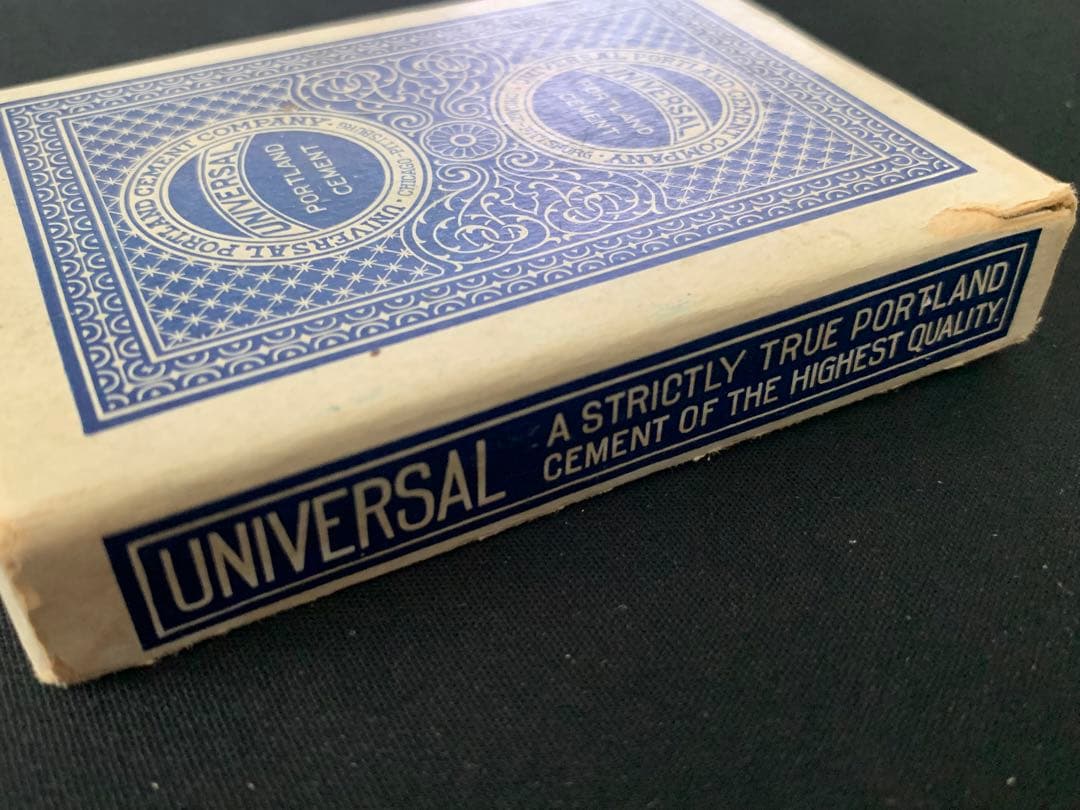 UNIVERSAL PORTLAND CEMENT COMPANY.
CHICAGO-PITTSBURG
UNIVERSAL
PORTLAND
CEMENT
UNIVERSAL PORTLAND CEMENT COMPANY
UNIVERSAL
PORTLAND
CEMENT
UNIVERSAL
A STRICTLY TRUE PORTLAND
CEMENT OF THE HIGHEST QUALITY.